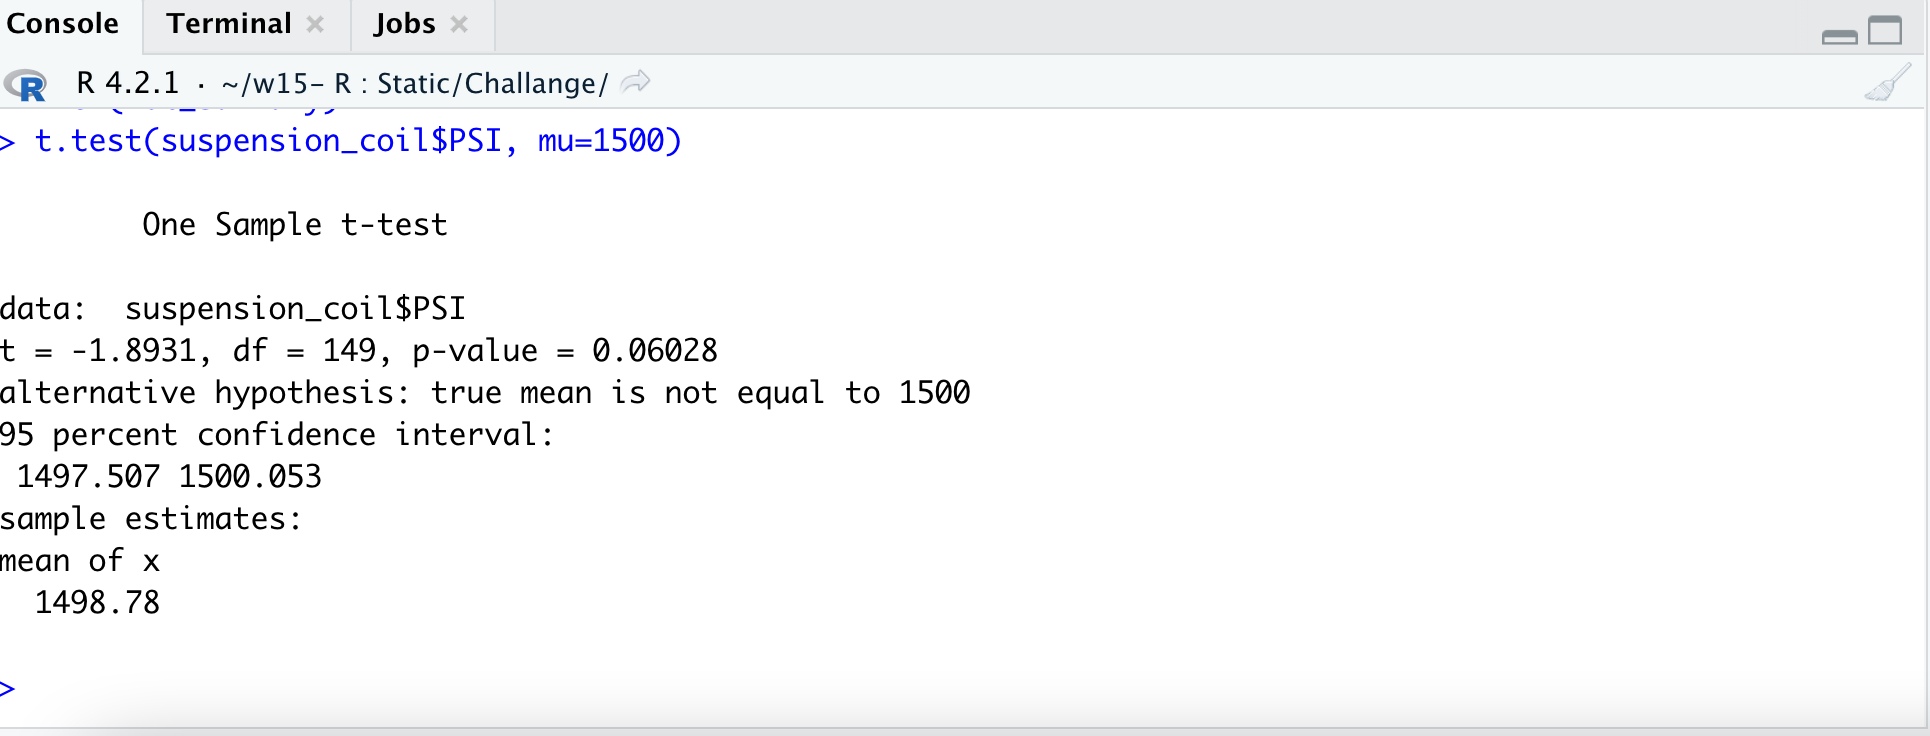 Console Terminal × Jobs ×
R R 4.2.1 · ~/w15- R : Static/Challange/
> t.test(suspension_coil$PSI, mu=1500)
One Sample t-test
data:  suspension_coil$PSI
t = -1.8931, df = 149, p-value = 0.06028
alternative hypothesis: true mean is not equal to 1500
95 percent confidence interval:
 1497.507 1500.053
sample estimates:
mean of x
  1498.78
>